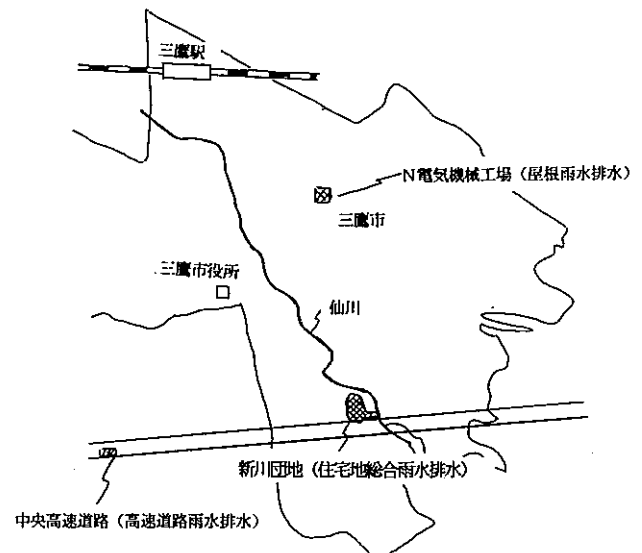 三鷹駅
N電気機械工場（屋根雨水排水）
三鷹市
三鷹市役所
仙川
新川団地（住宅地総合雨水排水）
中央高速道路（高速道路雨水排水）